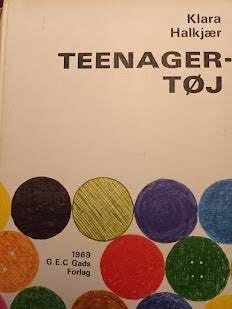 Klara
Halkjær
TEENAGER-
TØJ
1969
G.E.C Gads
Forlag